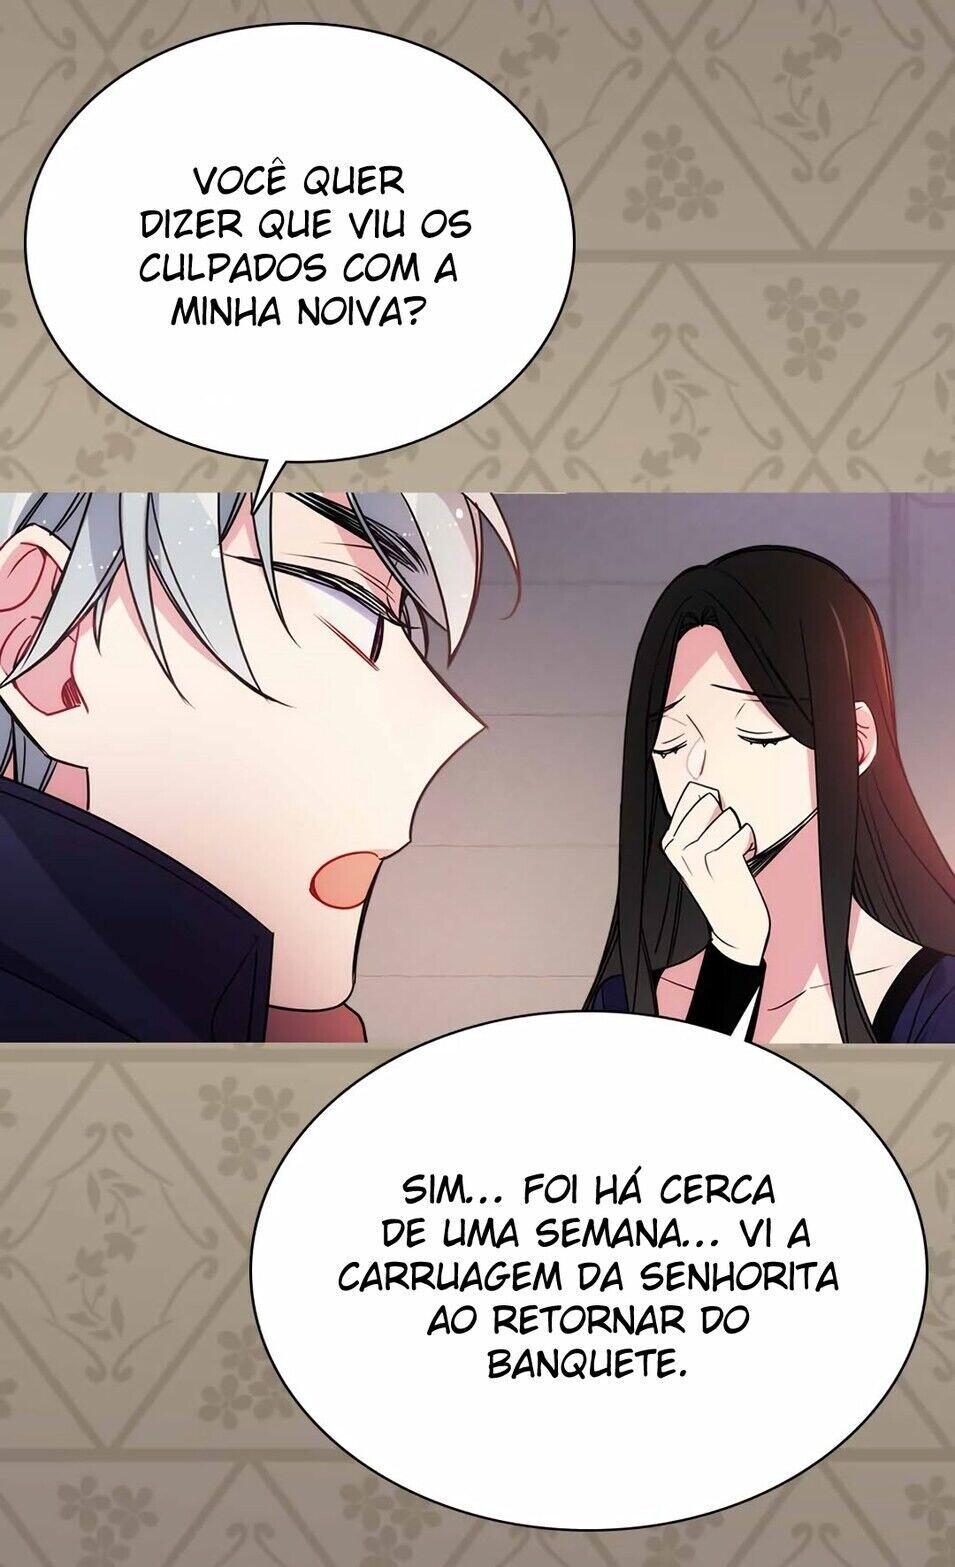 VOCÊ QUER
DIZER QUE VIU OS
CULPADOS COM A
MINHA NOIVA?
SIM... FOI HÁ CERCA
DE UMA SEMANA... VI A
CARRUAGEM DA SENHORITA
AO RETORNAR DO
BANQUETE.